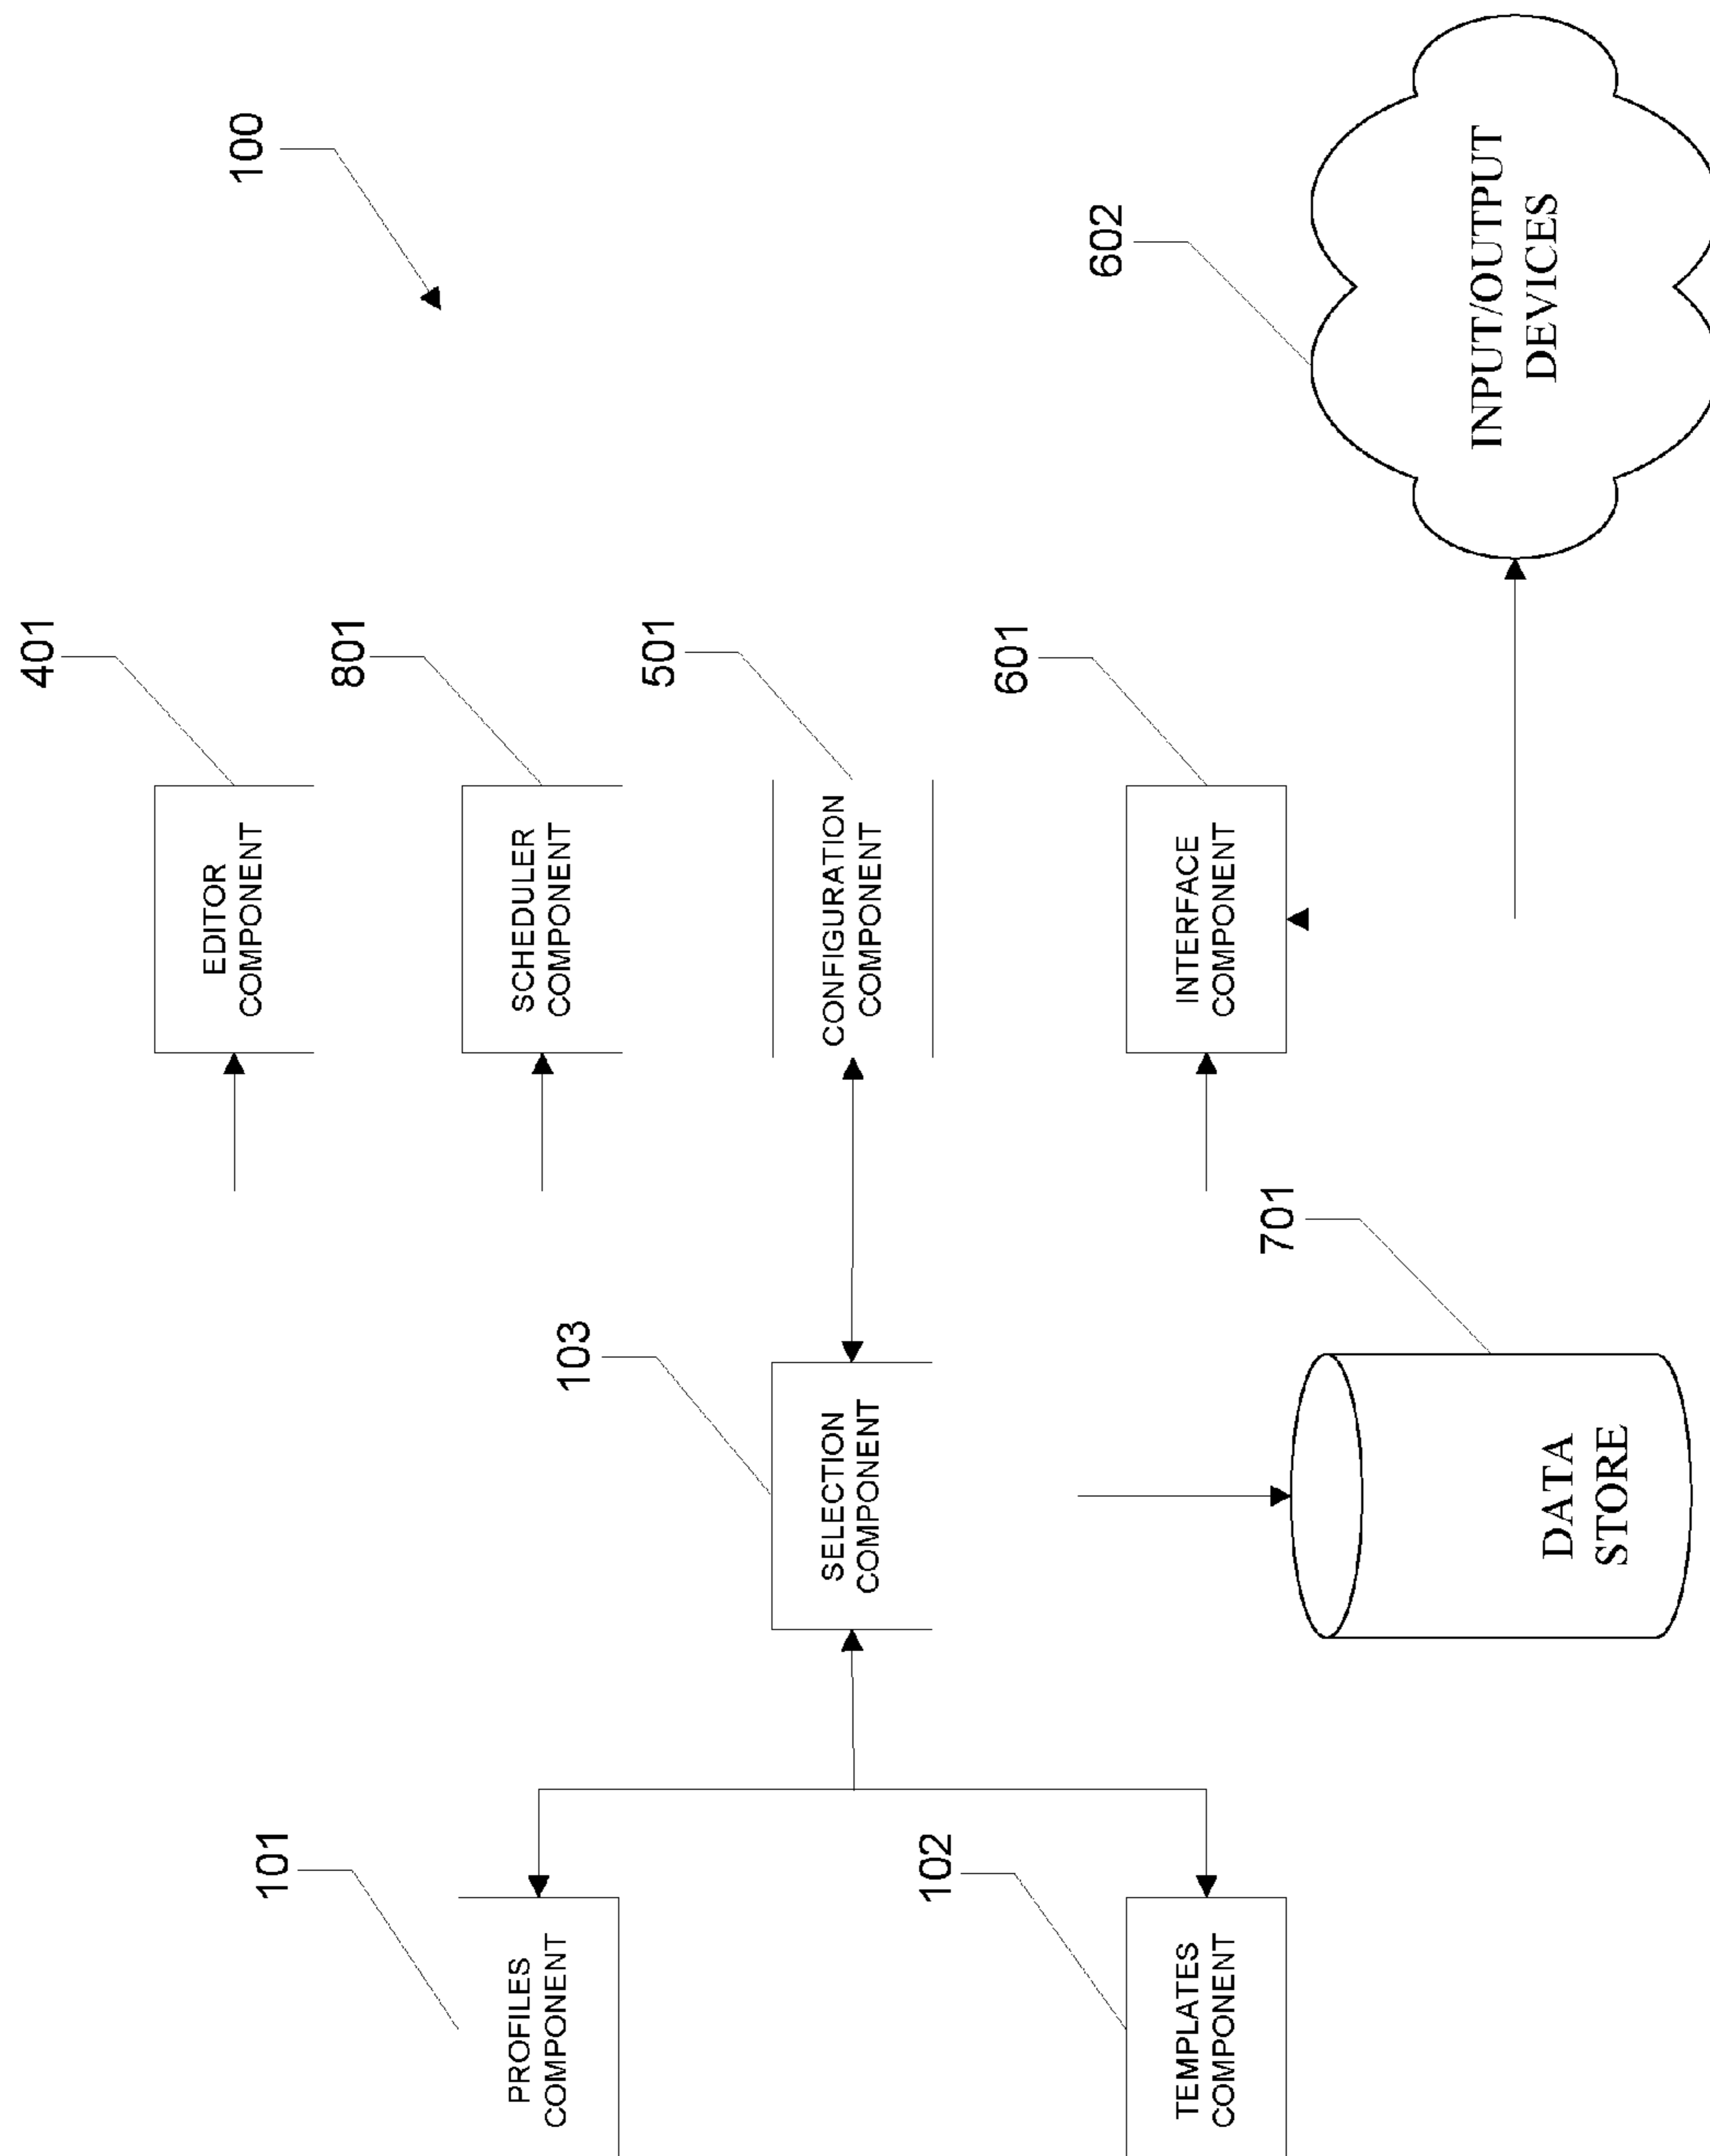 100
401
EDITOR
COMPONENT
801
SCHEDULER
COMPONENT
101
PROFILES
COMPONENT
103
SELECTION
COMPONENT
501
CONFIGURATION
COMPONENT
102
TEMPLATES
COMPONENT
601
INTERFACE
COMPONENT
701
DATA
STORE
602
INPUT/OUTPUT
DEVICES